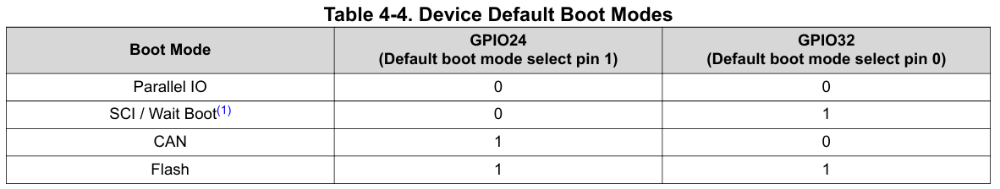 Table 4-4. Device Default Boot Modes
Boot Mode
GPIO24
(Default boot mode select pin 1)
GPIO32
(Default boot mode select pin 0)
Parallel IO 0 0
SCI / Wait Boot(1) 0 1
CAN 1 0
Flash 1 1